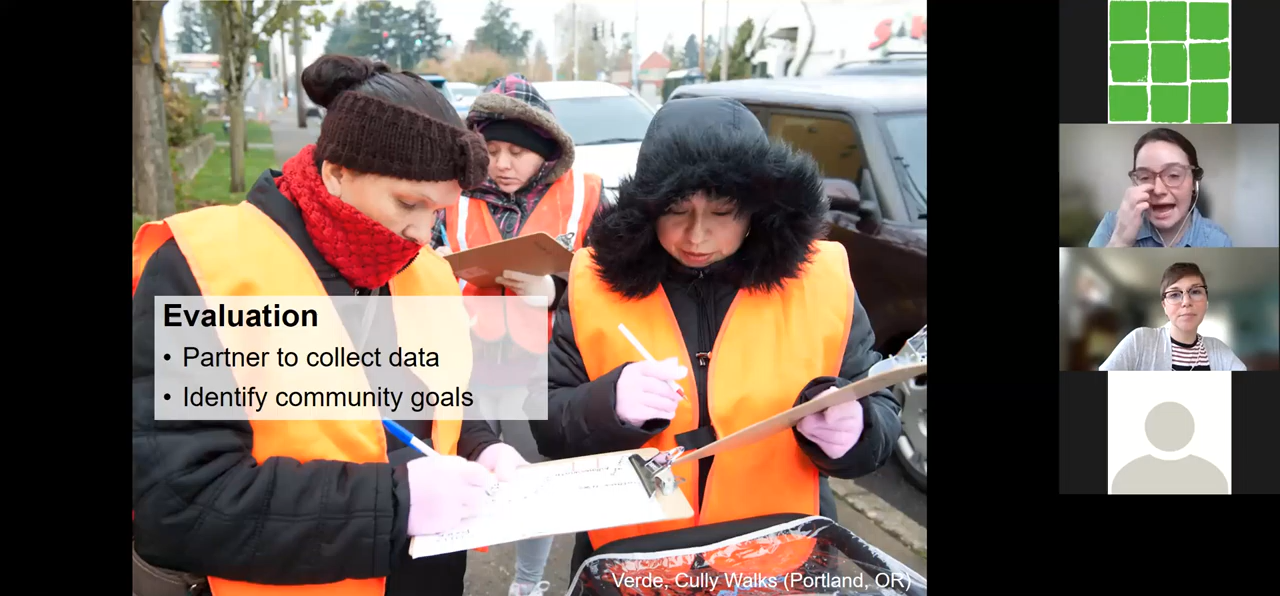 Evaluation
• Partner to collect data
• Identify community goals
Verde, Cully Walks (Portland, OR)